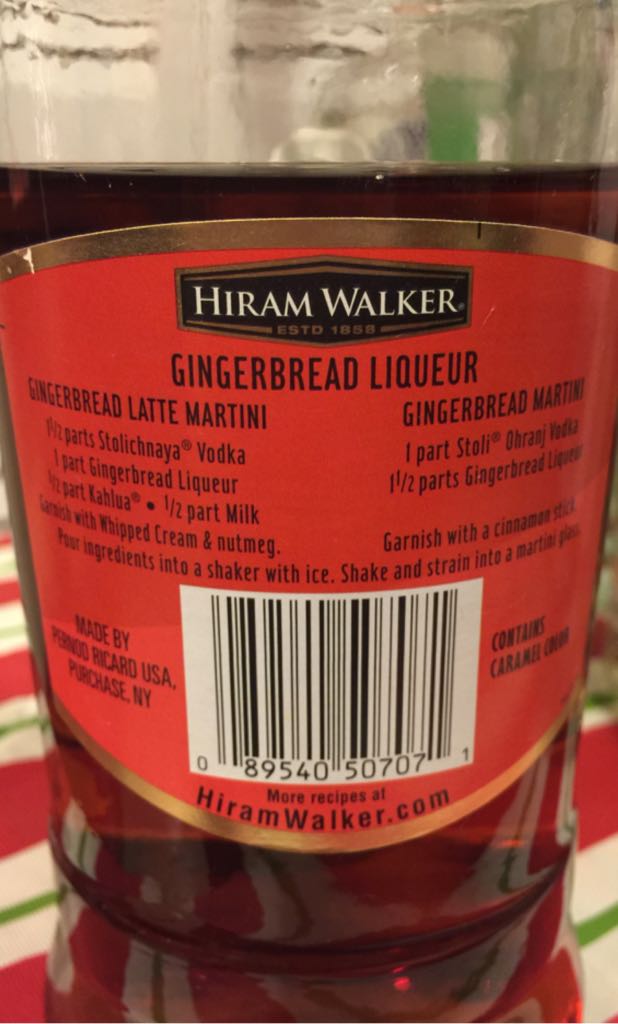 HIRAM WALKER®
ESTD 1858
GINGERBREAD LIQUEUR
GINGERBREAD LATTE MARTINI
1 1/2 parts Stolichnaya® Vodka
1 part Gingerbread Liqueur
1/2 part Kahlua® • 1/2 part Milk
Garnish with Whipped Cream & nutmeg.
GINGERBREAD MARTINI
1 part Stoli® Ohranj Vodka
1 1/2 parts Gingerbread Liqueur
Garnish with a cinnamon stick.
Pour ingredients into a shaker with ice. Shake and strain into a martini glass.
MADE BY
PERNOD RICARD USA,
PURCHASE, NY
CONTAINS
CARAMEL COLOR
0 89540 50707 1
More recipes at
HiramWalker.com